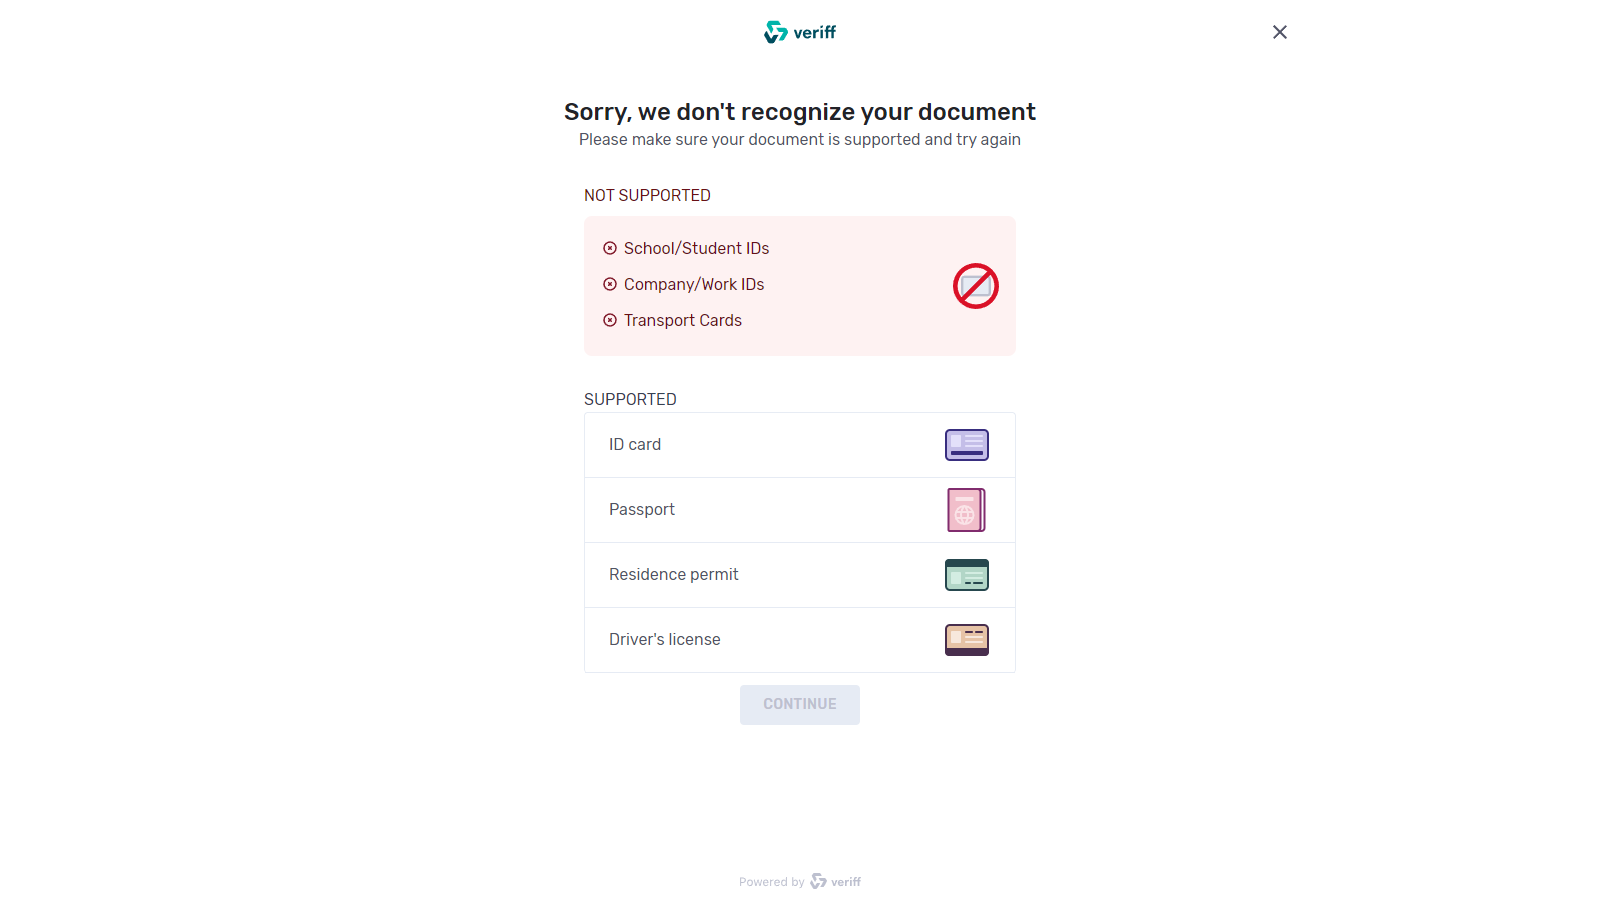 veriff
Sorry, we don't recognize your document
Please make sure your document is supported and try again
NOT SUPPORTED
School/Student IDs
Company/Work IDs
Transport Cards
SUPPORTED
ID card
Passport
Residence permit
Driver's license
CONTINUE
Powered by veriff